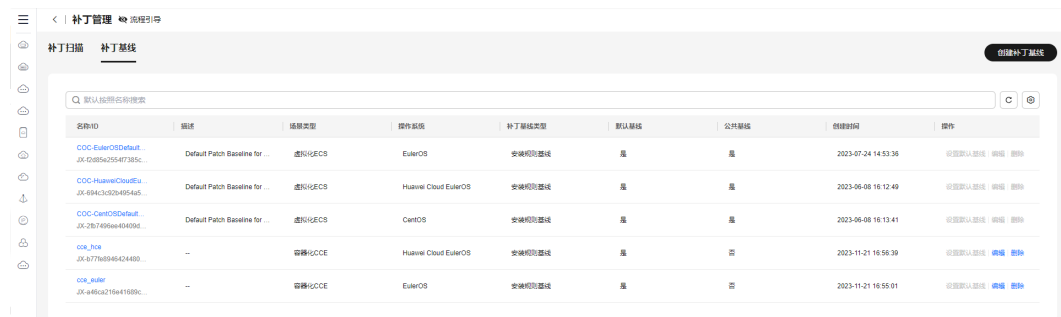 补丁管理 流程引导
补丁扫描 补丁基线
创建补丁基线
默认按照名称搜索
名称/ID 描述 场景类型 操作系统 补丁基线类型 默认基线 公共基线 创建时间 操作
COC-EulerOSDefault... Default Patch Baseline for ... 虚拟化ECS EulerOS 安装规则基线 是 是 2023-07-24 14:53:36 设置默认基线 编辑 删除
JX-f2d85e2554f7385c...
COC-HuaweiCloudEu... Default Patch Baseline for ... 虚拟化ECS Huawei Cloud EulerOS 安装规则基线 是 是 2023-06-08 16:12:49 设置默认基线 编辑 删除
JX-694c3c92b4954a5...
COC-CentOSDefault... Default Patch Baseline for ... 虚拟化ECS CentOS 安装规则基线 是 是 2023-06-08 16:13:41 设置默认基线 编辑 删除
JX-2fb7496ee40409d...
cce_hce -- 容器化CCE Huawei Cloud EulerOS 安装规则基线 是 否 2023-11-21 16:56:39 设置默认基线 编辑 删除
JX-b77fe8946424480...
cce_euler -- 容器化CCE EulerOS 安装规则基线 是 否 2023-11-21 16:55:01 设置默认基线 编辑 删除
JX-a46ca216e41689c...